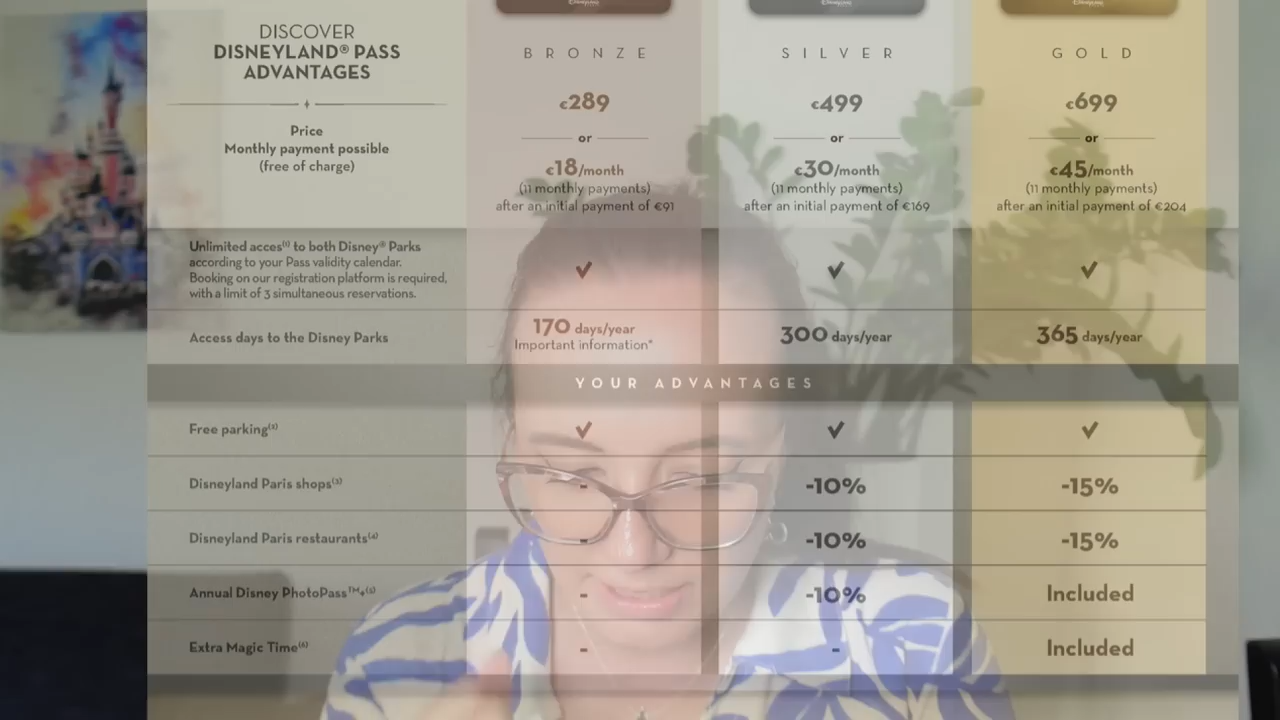 DISCOVER
DISNEYLAND® PASS
ADVANTAGES
BRONZE
SILVER
GOLD
Price
Monthly payment possible
(free of charge)
€289
or
€18/month
(11 monthly payments)
after an initial payment of €91
€499
or
€30/month
(11 monthly payments)
after an initial payment of €169
€699
or
€45/month
(11 monthly payments)
after an initial payment of €204
Unlimited acces(1) to both Disney® Parks
according to your Pass validity calendar.
Booking on our registration platform is required,
with a limit of 3 simultaneous reservations.
Access days to the Disney Parks
170 days/year
Important information*
300 days/year
365 days/year
YOUR ADVANTAGES
Free parking(2)
Disneyland Paris shops(3)
-
-10%
-15%
Disneyland Paris restaurants(4)
-
-10%
-15%
Annual Disney PhotoPass™+(5)
-
-10%
Included
Extra Magic Time(6)
-
-
Included